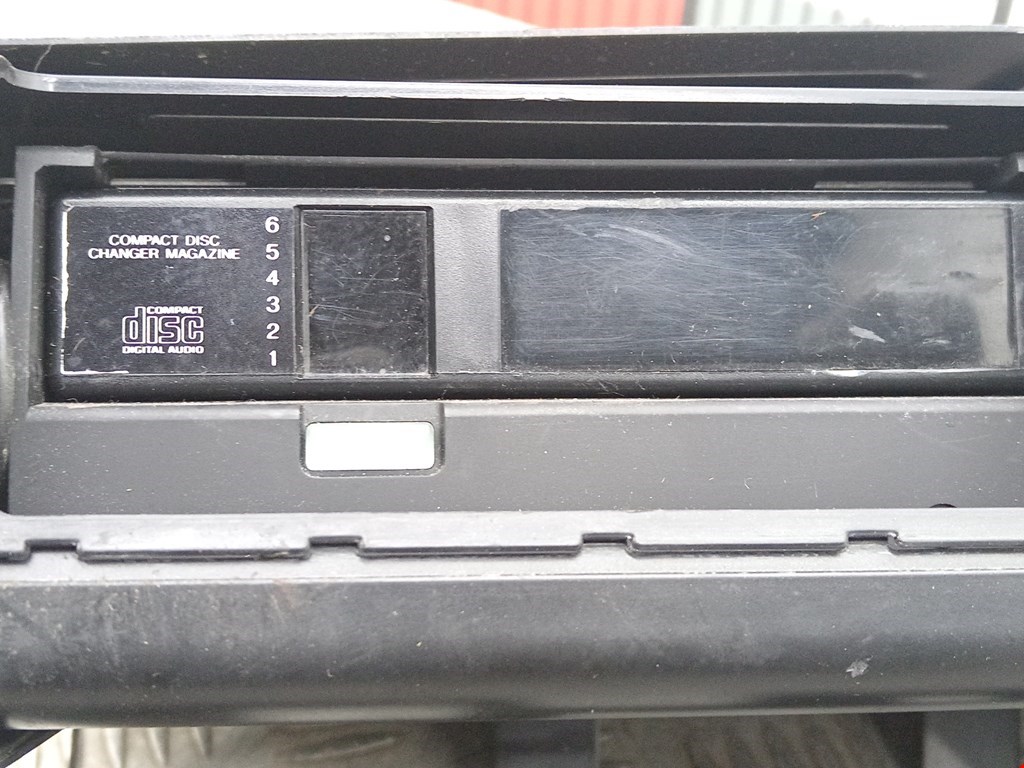 COMPACT DISC
CHANGER MAGAZINE
6
5
4
3
2
1
COMPACT
disc
DIGITAL AUDIO